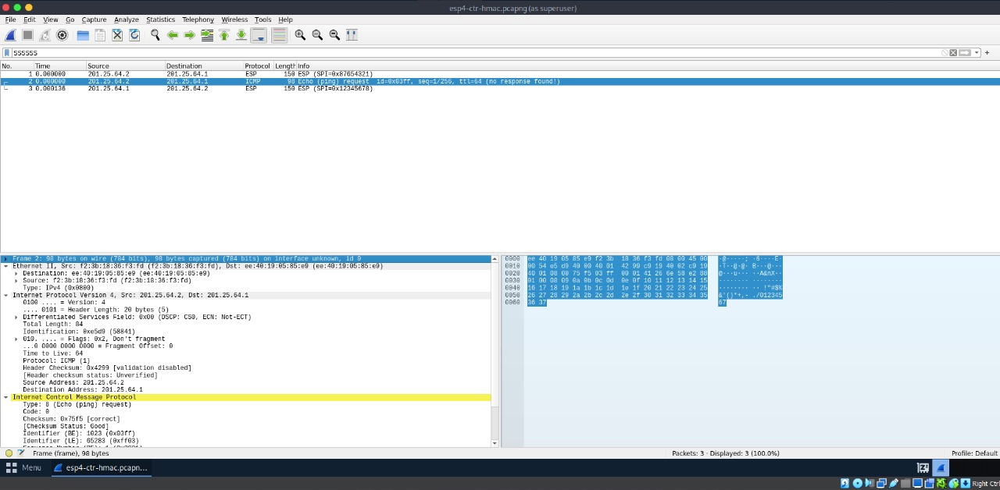 esp4-ctr-hmac.pcapng (as superuser)
File Edit View Go Capture Analyze Statistics Telephony Wireless Tools Help
ssssss
No. Time Source Destination Protocol Length Info
1 0.000000 201.25.64.2 201.25.64.1 ESP 150 ESP (SPI=0x87654321)
2 0.000000 201.25.64.2 201.25.64.1 ICMP 98 Echo (ping) request id=0x03ff, seq=1/256, ttl=64 (no response found!)
3 0.000136 201.25.64.1 201.25.64.2 ESP 150 ESP (SPI=0x12345678)
Frame 2: 98 bytes on wire (784 bits), 98 bytes captured (784 bits) on interface unknown, id 0
Ethernet II, Src: f2:3b:18:36:f3:fd (f2:3b:18:36:f3:fd), Dst: ee:40:19:05:85:e9 (ee:40:19:05:85:e9)
Destination: ee:40:19:05:85:e9 (ee:40:19:05:85:e9)
Source: f2:3b:18:36:f3:fd (f2:3b:18:36:f3:fd)
Type: IPv4 (0x0800)
Internet Protocol Version 4, Src: 201.25.64.2, Dst: 201.25.64.1
0100 .... = Version: 4
.... 0101 = Header Length: 20 bytes (5)
Differentiated Services Field: 0x00 (DSCP: CS0, ECN: Not-ECT)
Total Length: 84
Identification: 0xe5d9 (58841)
010. .... = Flags: 0x2, Don't fragment
...0 0000 0000 0000 = Fragment Offset: 0
Time to Live: 64
Protocol: ICMP (1)
Header Checksum: 0x4299 [validation disabled]
[Header checksum status: Unverified]
Source Address: 201.25.64.2
Destination Address: 201.25.64.1
Internet Control Message Protocol
Type: 8 (Echo (ping) request)
Code: 0
Checksum: 0x75f5 [correct]
[Checksum Status: Good]
Identifier (BE): 1023 (0x03ff)
Identifier (LE): 65283 (0xff03)
0000 ee 40 19 05 85 e9 f2 3b 18 36 f3 fd 08 00 45 00 ·@·····; ·6····E·
0010 00 54 e5 d9 40 00 40 01 42 99 c9 19 40 02 c9 19 ·T··@·@· B···@···
0020 40 01 08 00 75 f5 03 ff 00 01 41 26 6e 58 e2 88 @···u··· ··A&nX··
0030 01 00 08 09 0a 0b 0c 0d 0e 0f 10 11 12 13 14 15 ········ ········
0040 16 17 18 19 1a 1b 1c 1d 1e 1f 20 21 22 23 24 25 ········ ·· !"#$%
0050 26 27 28 29 2a 2b 2c 2d 2e 2f 30 31 32 33 34 35 &'()*+,- ./012345
0060 36 37 67
Frame (frame), 98 bytes Packets: 3 · Displayed: 3 (100.0%) Profile: Default
Menu esp4-ctr-hmac.pcapn...
Right Ctrl